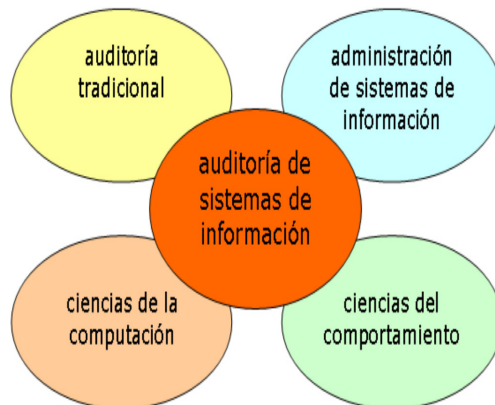 auditoría
tradicional
administración
de sistemas de
información
auditoría de
sistemas de
información
ciencias de la
computación
ciencias del
comportamiento